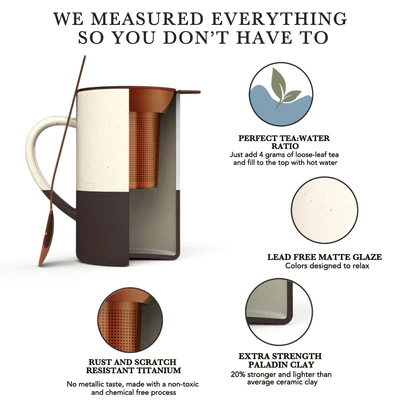 WE MEASURED EVERYTHING
SO YOU DON'T HAVE TO
PERFECT TEA:WATER
RATIO
Just add 4 grams of loose-leaf tea
and fill to the top with hot water
LEAD FREE MATTE GLAZE
Colors designed to relax
RUST AND SCRATCH
RESISTANT TITANIUM
No metallic taste, made with a non-toxic
and chemical free process
EXTRA STRENGTH
PALADIN CLAY
20% stronger and lighter than
average ceramic clay